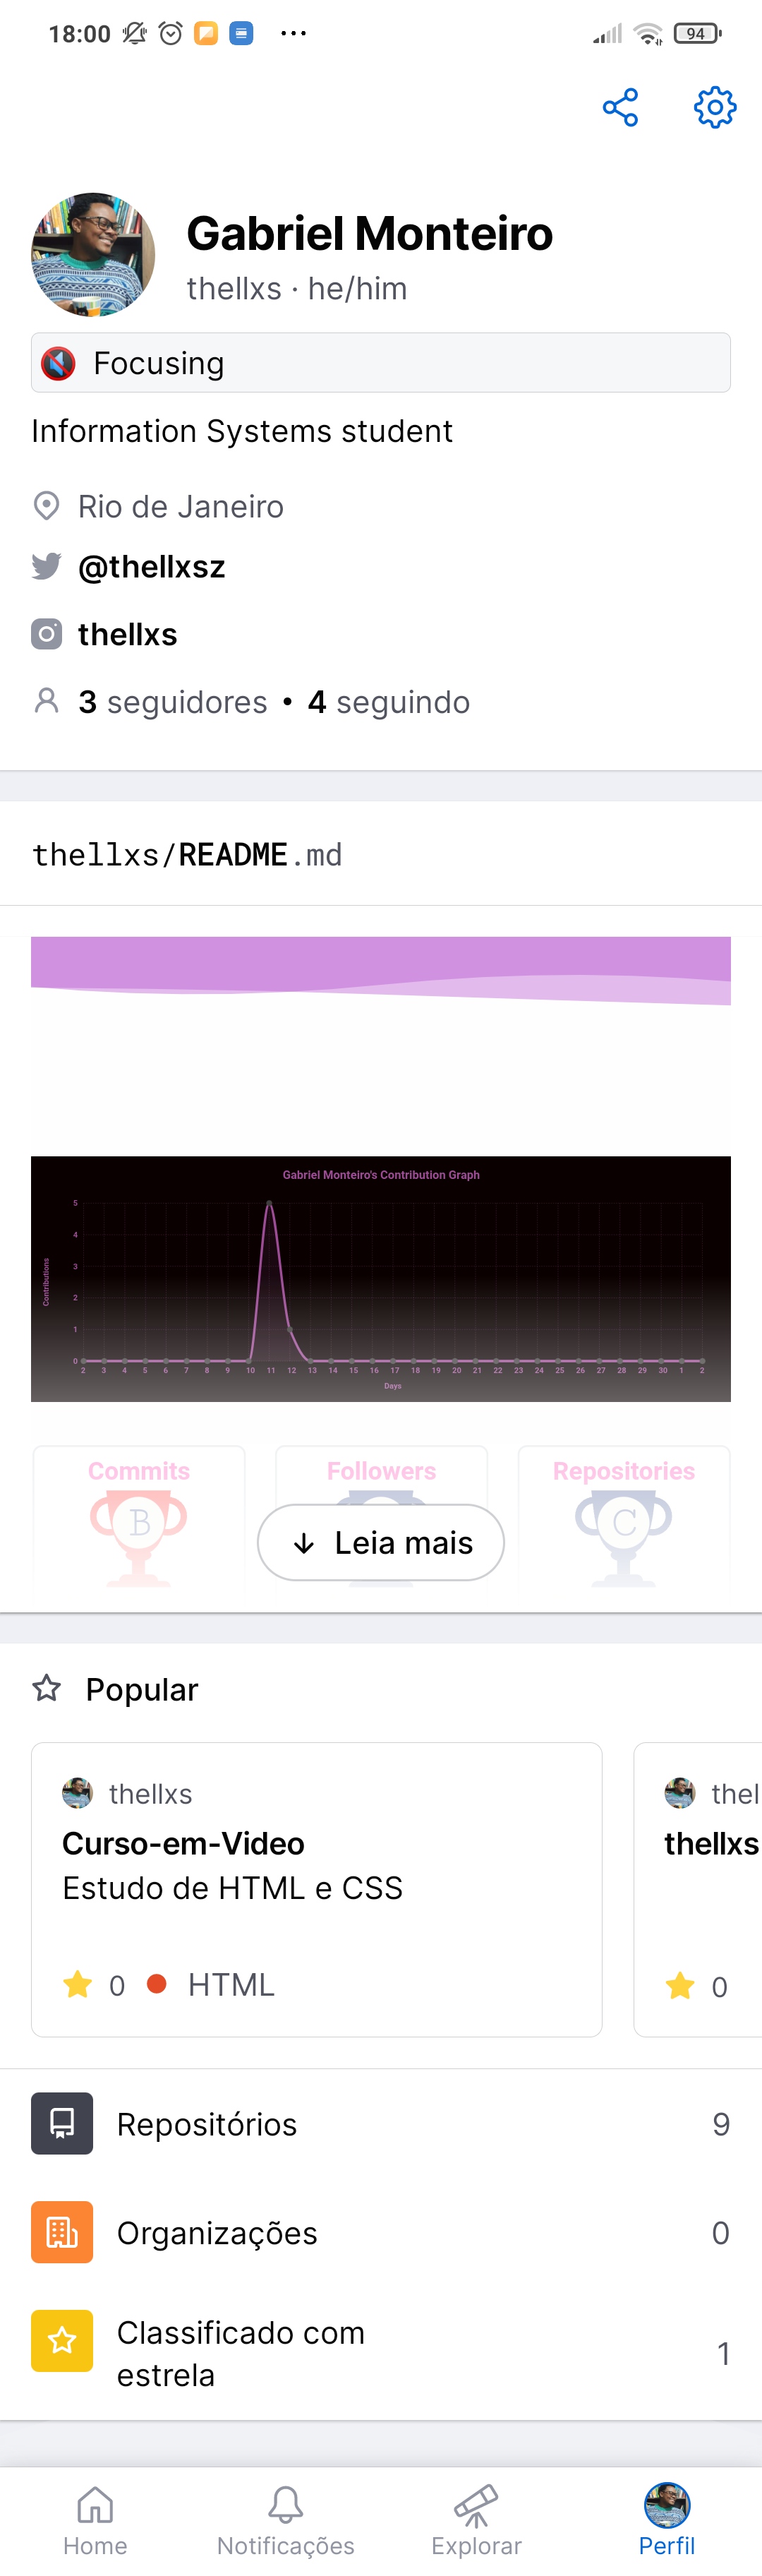 18:00 ... 94
Gabriel Monteiro
thellxs · he/him
Focusing
Information Systems student
Rio de Janeiro
@thellxsz
thellxs
3 seguidores • 4 seguindo
thellxs/README.md
Gabriel Monteiro's Contribution Graph
5
4
3
2
1
0
Contributions
2 3 4 5 6 7 8 9 10 11 12 13 14 15 16 17 18 19 20 21 22 23 24 25 26 27 28 29 30 1 2
Days
Commits Followers Repositories
B C
Leia mais
Popular
thellxs thel
Curso-em-Video thellxs
Estudo de HTML e CSS
0 HTML 0
Repositórios 9
Organizações 0
Classificado com
estrela 1
Home Notificações Explorar Perfil